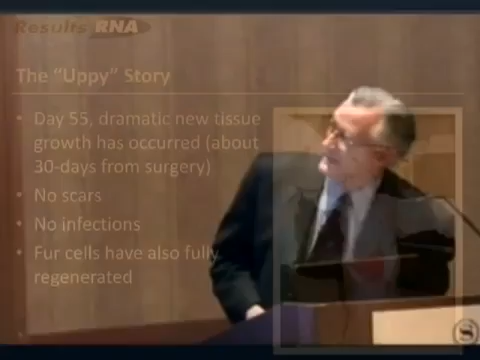 Results RNA
The “Uppy” Story
• Day 55, dramatic new tissue
growth has occurred (about
30-days from surgery)
• No scars
• No infections
• Fur cells have also fully
regenerated